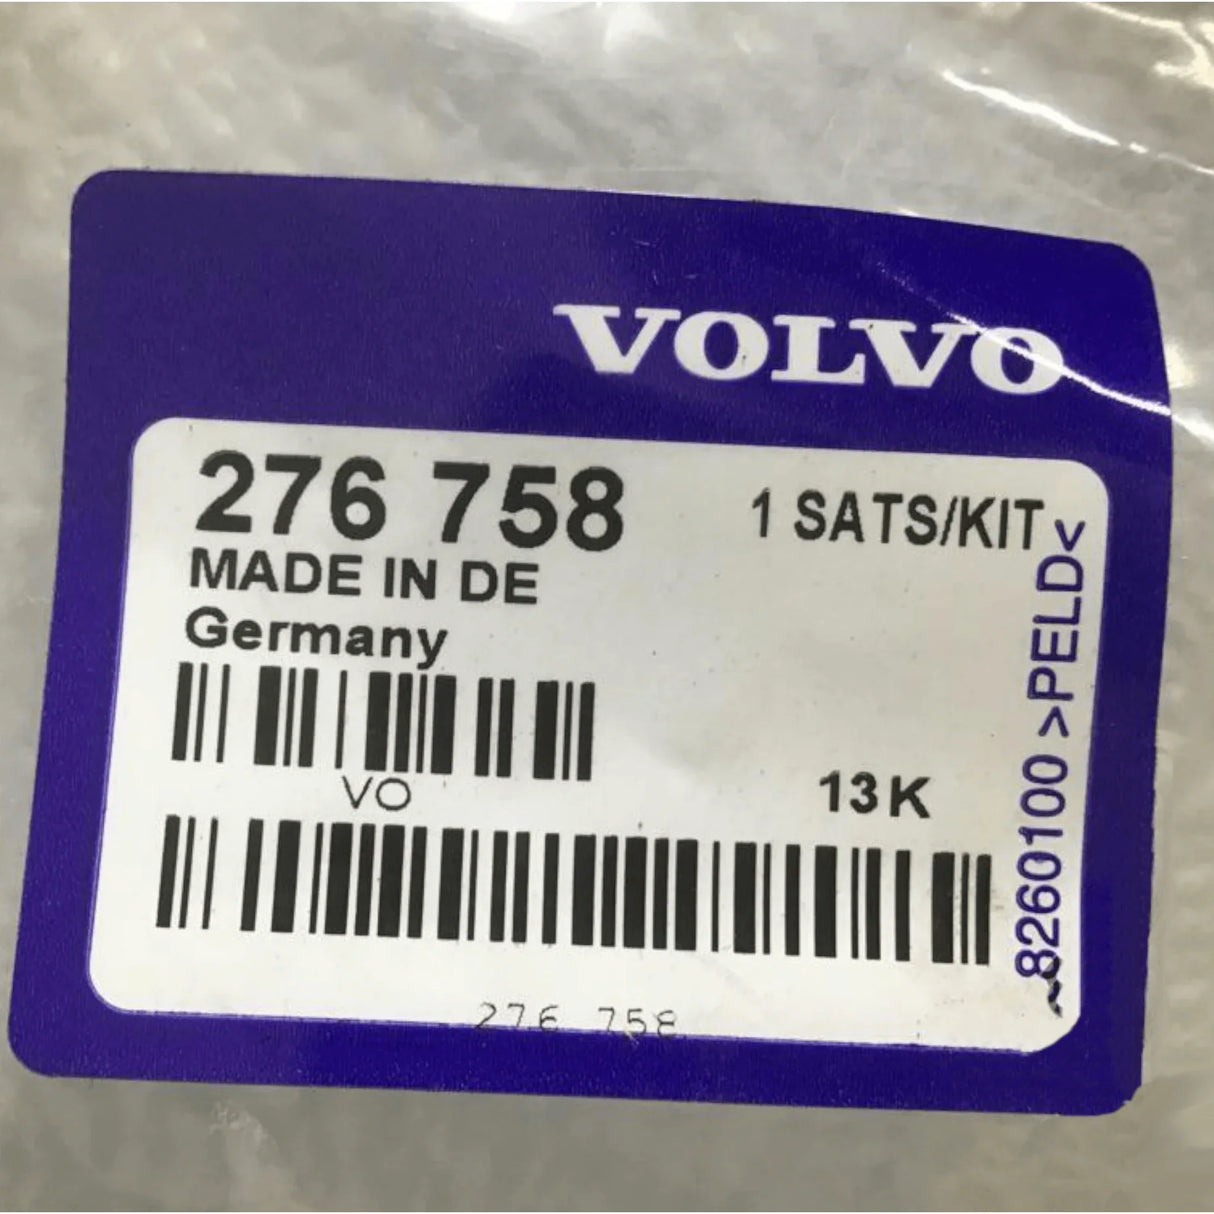 VOLVO
276 758 1 SATS/KIT
MADE IN DE
Germany
VO
13K
276 758
8260100 >PELD<